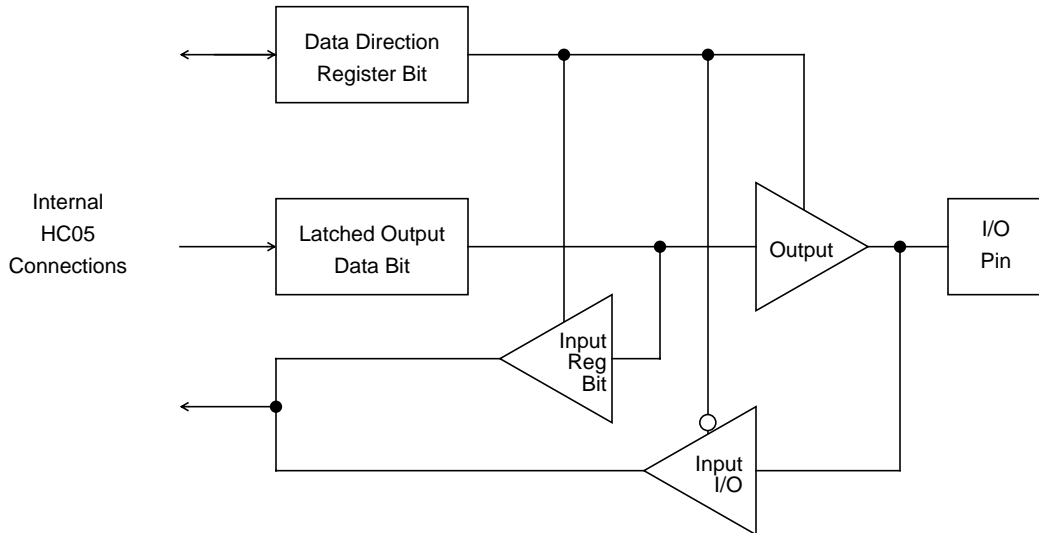 Data Direction
Register Bit
Internal
HC05
Connections
Latched Output
Data Bit
Output
I/O
Pin
Input
Reg
Bit
Input
I/O